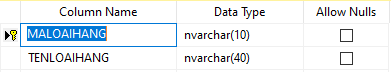 Column Name Data Type Allow Nulls
MALOAIHANG nvarchar(10)
TENLOAIHANG nvarchar(40)